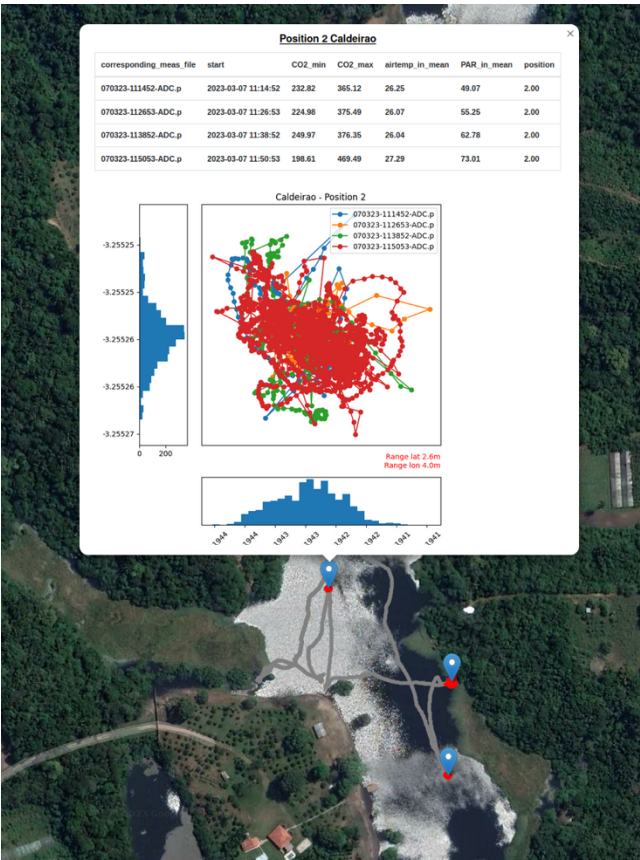 Position 2 Caldeirao
×
corresponding_meas_file start CO2_min CO2_max airtemp_in_mean PAR_in_mean position
070323-111452-ADC.p 2023-03-07 11:14:52 232.82 365.12 26.25 49.07 2.00
070323-112653-ADC.p 2023-03-07 11:26:53 224.98 375.49 26.07 55.25 2.00
070323-113852-ADC.p 2023-03-07 11:38:52 249.97 376.35 26.04 62.78 2.00
070323-115053-ADC.p 2023-03-07 11:50:53 198.61 469.49 27.29 73.01 2.00
Caldeirao - Position 2
070323-111452-ADC.p
070323-112653-ADC.p
070323-113852-ADC.p
070323-115053-ADC.p
-3.25525
-3.25525
-3.25526
-3.25526
-3.25527
0 200
Range lat 2.6m
Range lon 4.0m
1944 1944 1943 1943 1942 1942 1941 1941